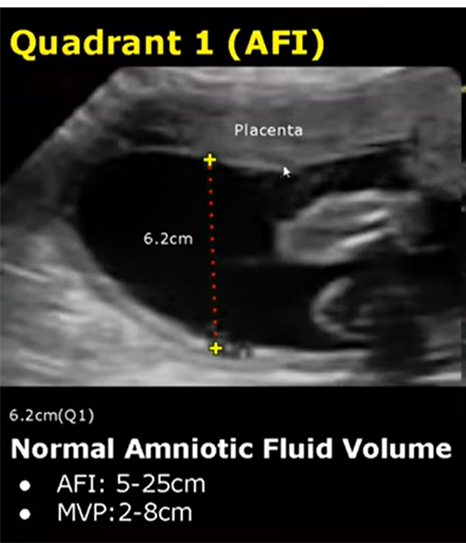 Quadrant 1 (AFI)
Placenta
6.2cm
6.2cm(Q1)
Normal Amniotic Fluid Volume
• AFI: 5-25cm
• MVP:2-8cm